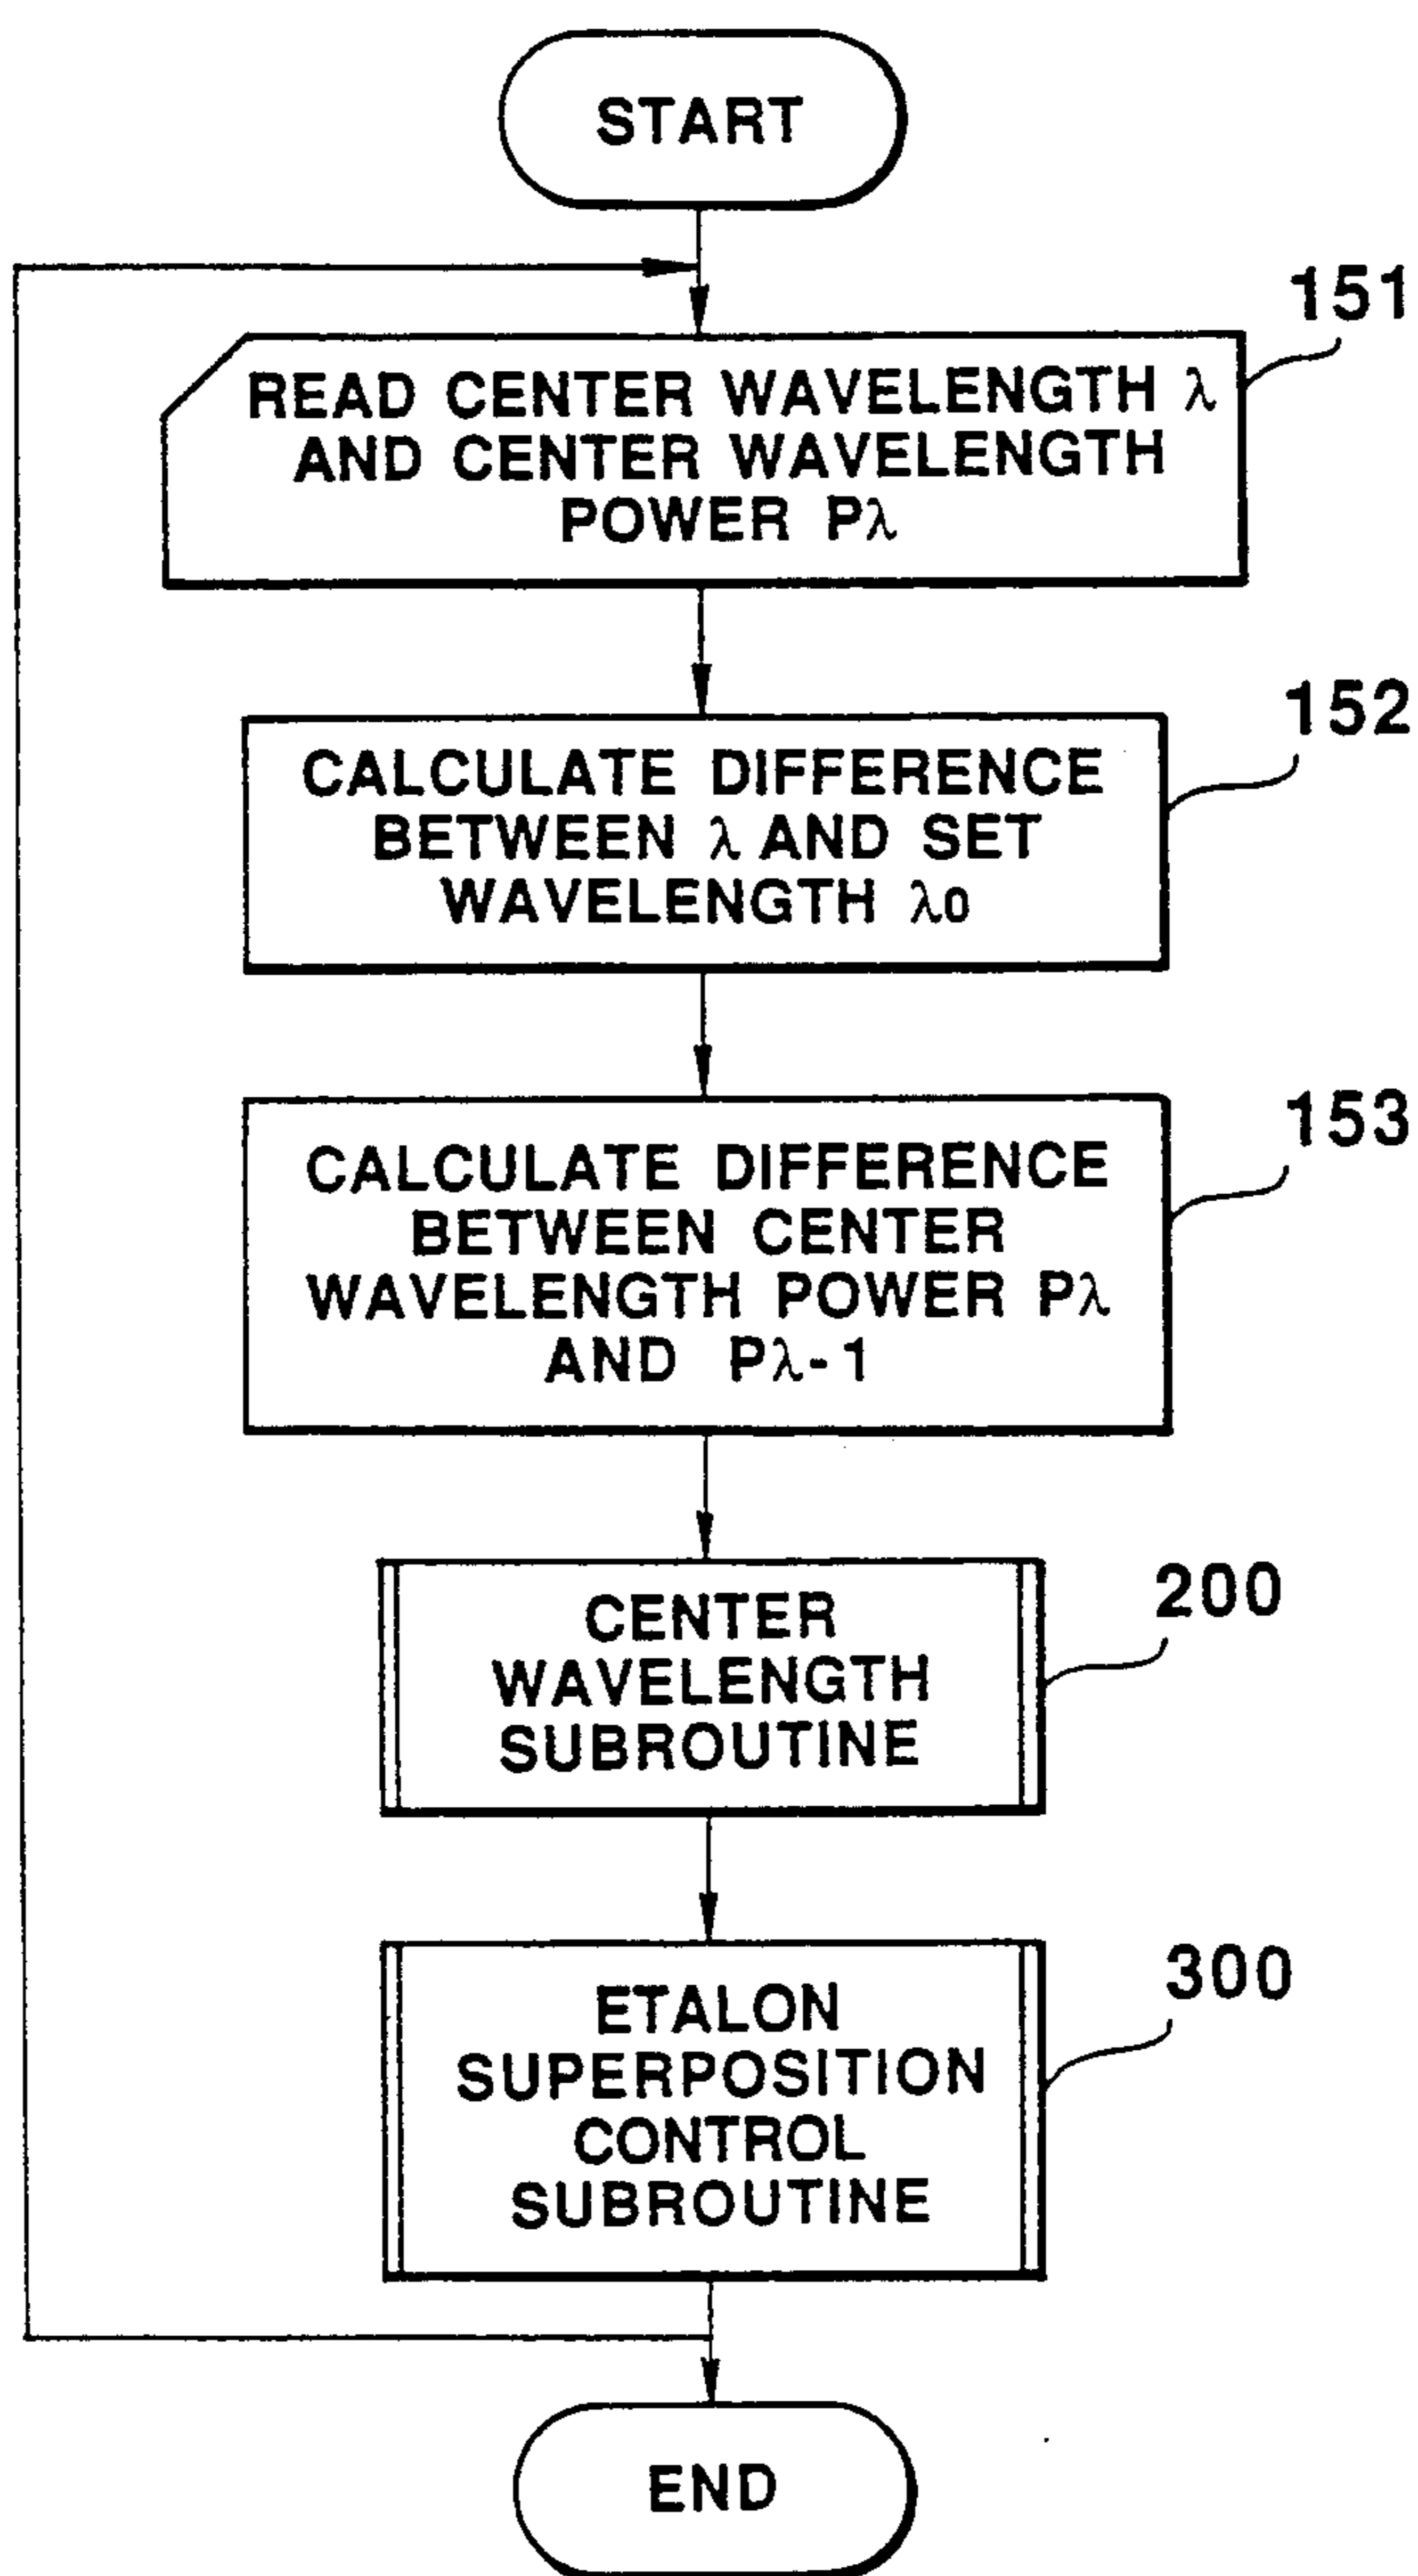 START
151
READ CENTER WAVELENGTH λ
AND CENTER WAVELENGTH
POWER Pλ
152
CALCULATE DIFFERENCE
BETWEEN λ AND SET
WAVELENGTH λ0
153
CALCULATE DIFFERENCE
BETWEEN CENTER
WAVELENGTH POWER Pλ
AND Pλ-1
200
CENTER
WAVELENGTH
SUBROUTINE
300
ETALON
SUPERPOSITION
CONTROL
SUBROUTINE
END